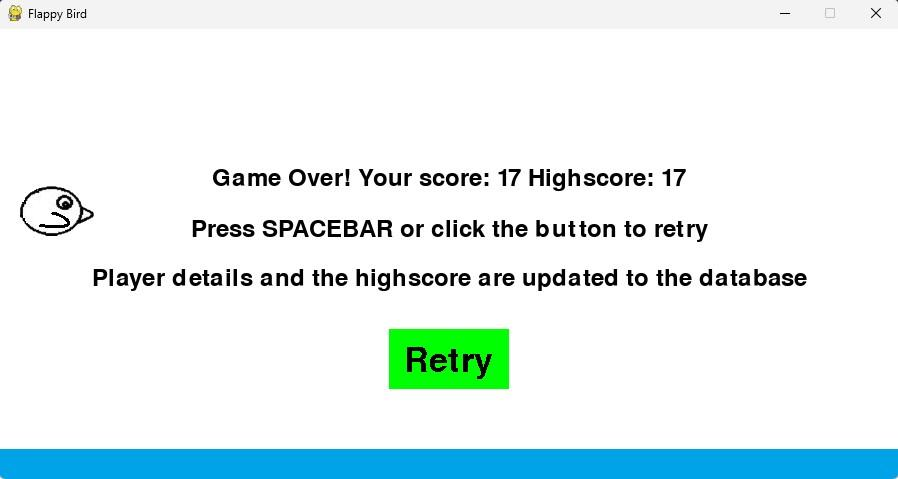 Flappy Bird
Game Over! Your score: 17 Highscore: 17
Press SPACEBAR or click the button to retry
Player details and the highscore are updated to the database
Retry